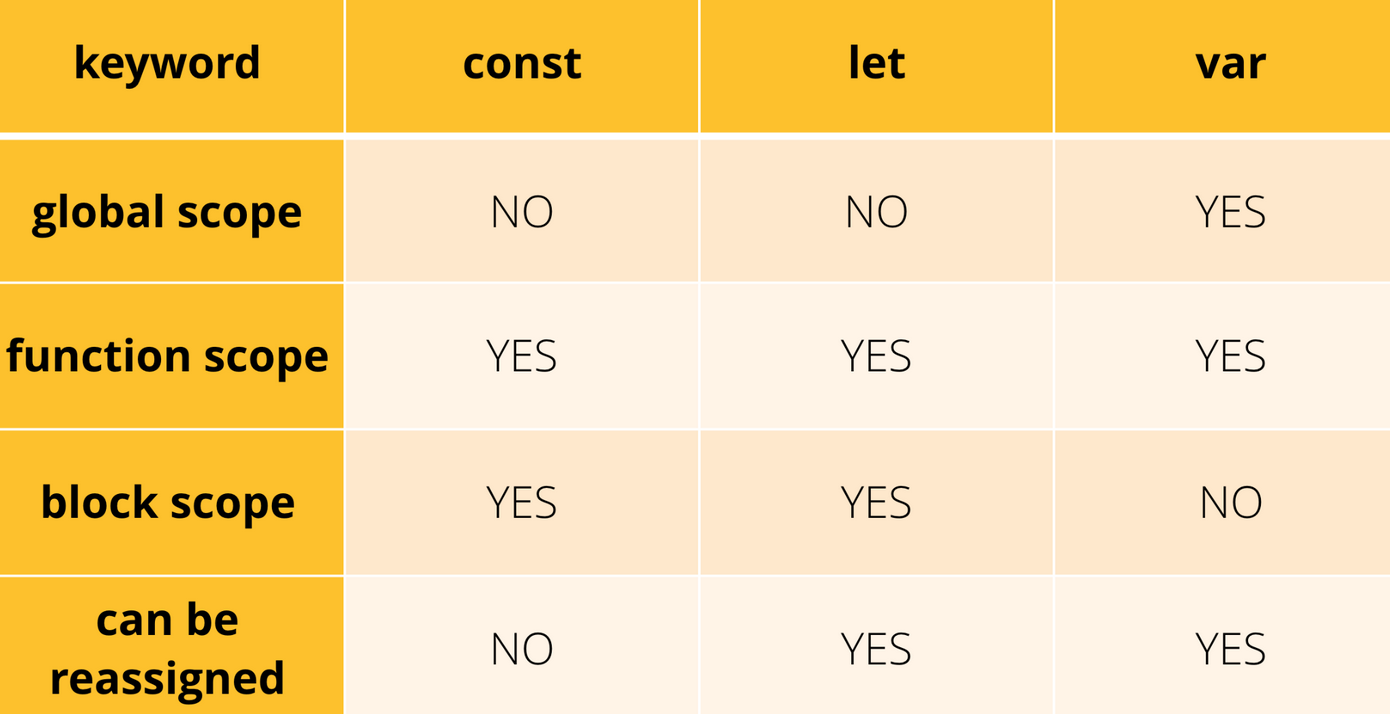 keyword const let var
global scope NO NO YES
function scope YES YES YES
block scope YES YES NO
can be
reassigned NO YES YES